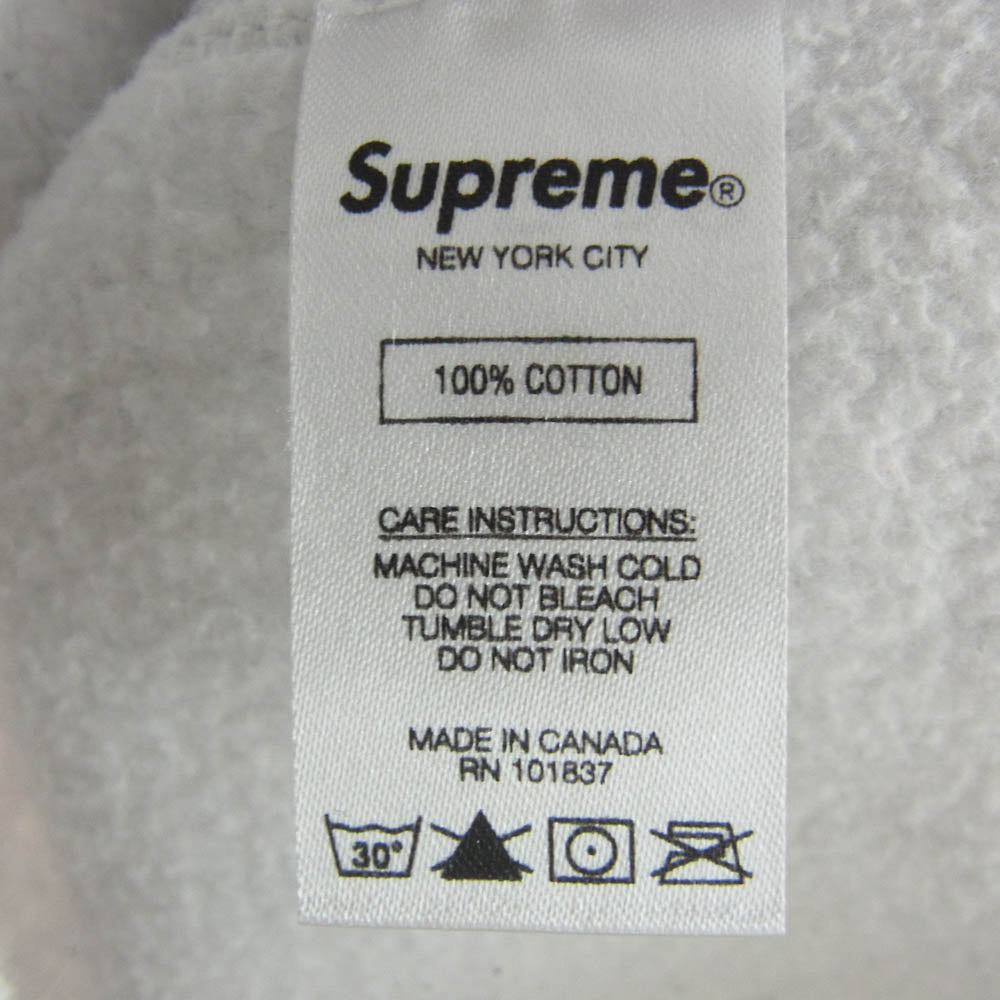 Supreme®
NEW YORK CITY
100% COTTON
CARE INSTRUCTIONS:
MACHINE WASH COLD
DO NOT BLEACH
TUMBLE DRY LOW
DO NOT IRON
MADE IN CANADA
RN 101837
30°